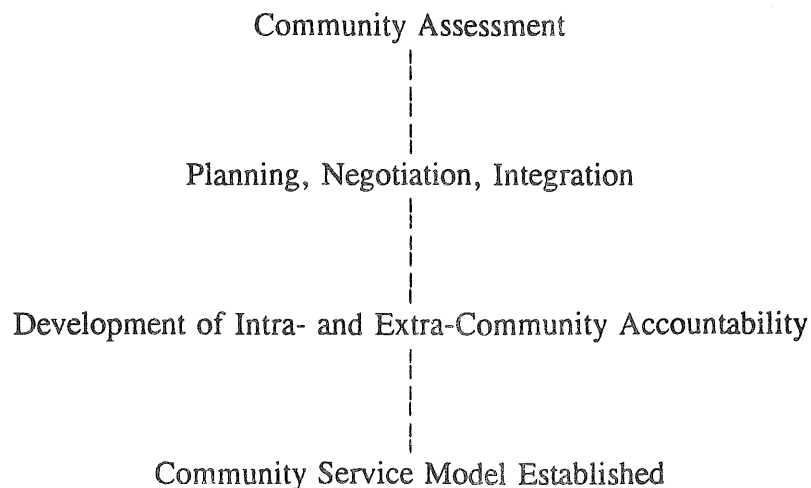 Community Assessment
Planning, Negotiation, Integration
Development of Intra- and Extra-Community Accountability
Community Service Model Established